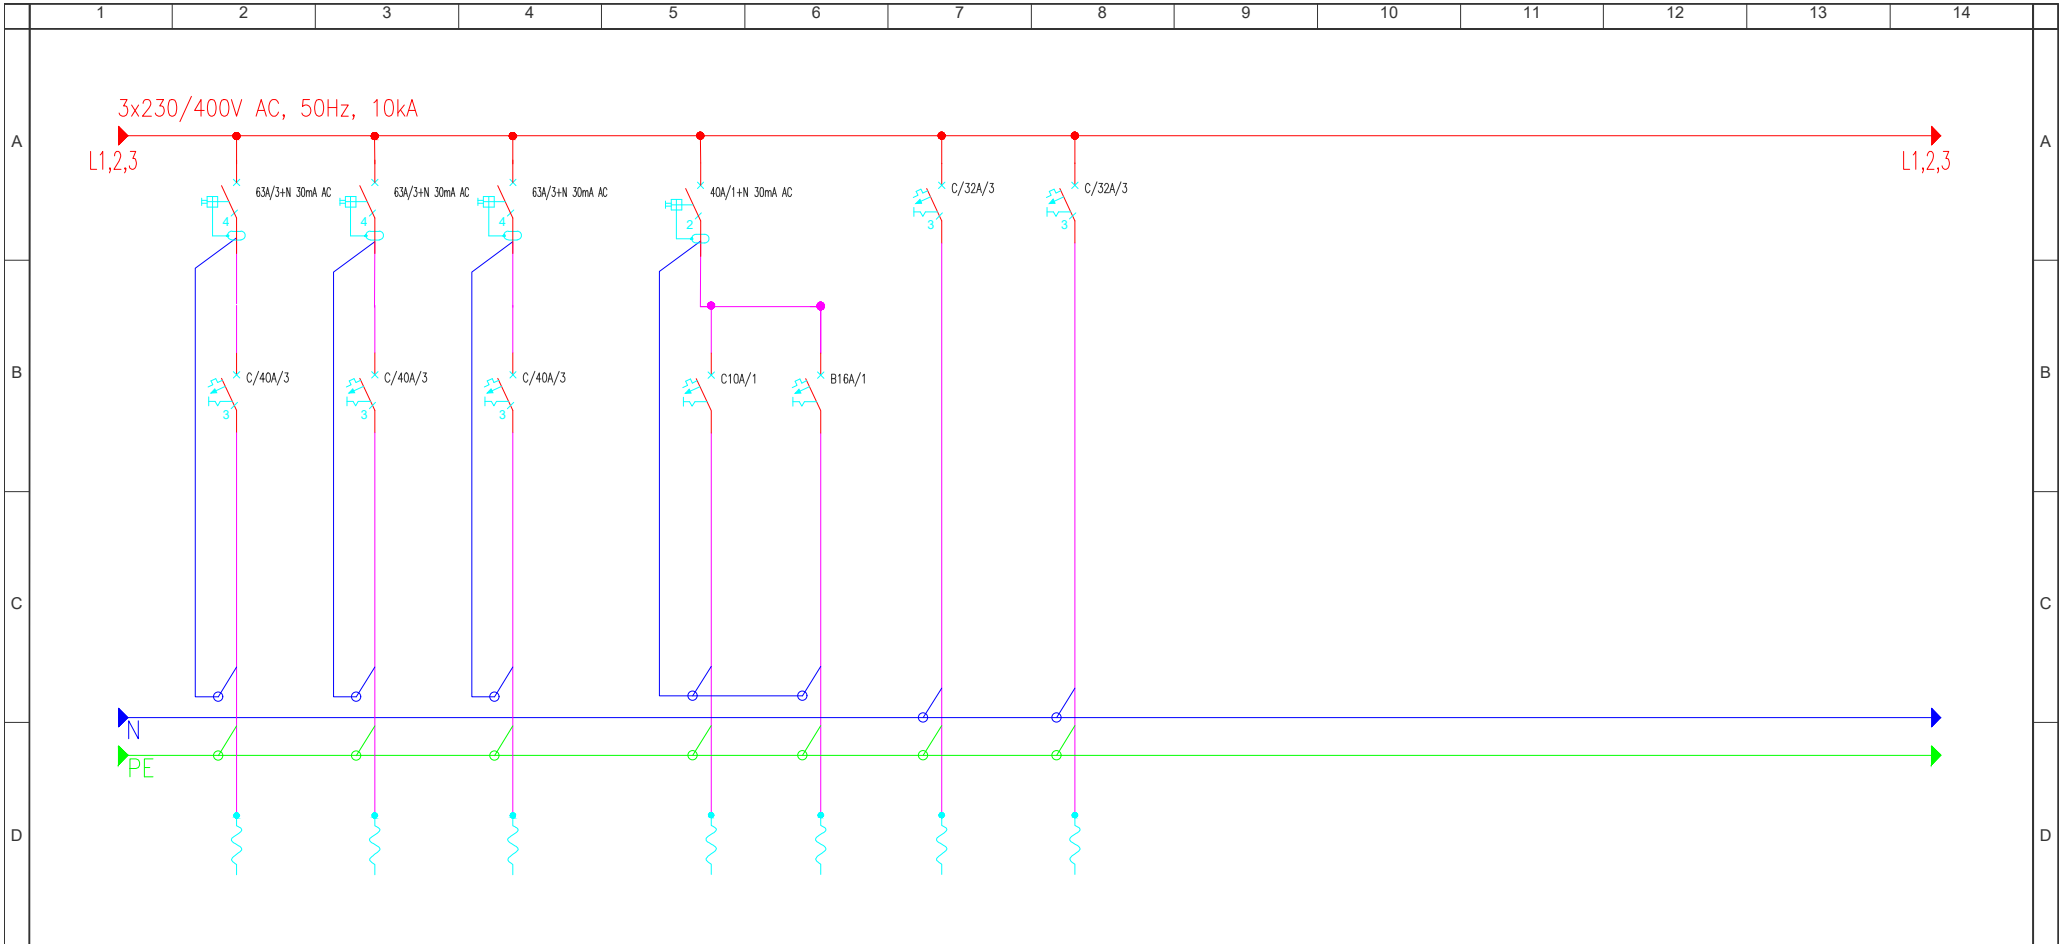 1 2 3 4 5 6 7 8 9 10 11 12 13 14
3x230/400V AC, 50Hz, 10kA
A A
L1,2,3 L1,2,3
63A/3+N 30mA AC 63A/3+N 30mA AC 63A/3+N 30mA AC 40A/1+N 30mA AC C/32A/3 C/32A/3
4 4 4 2 3 3
B B
C/40A/3 C/40A/3 C/40A/3 C10A/1 B16A/1
3 3 3
C C
N
PE
D D